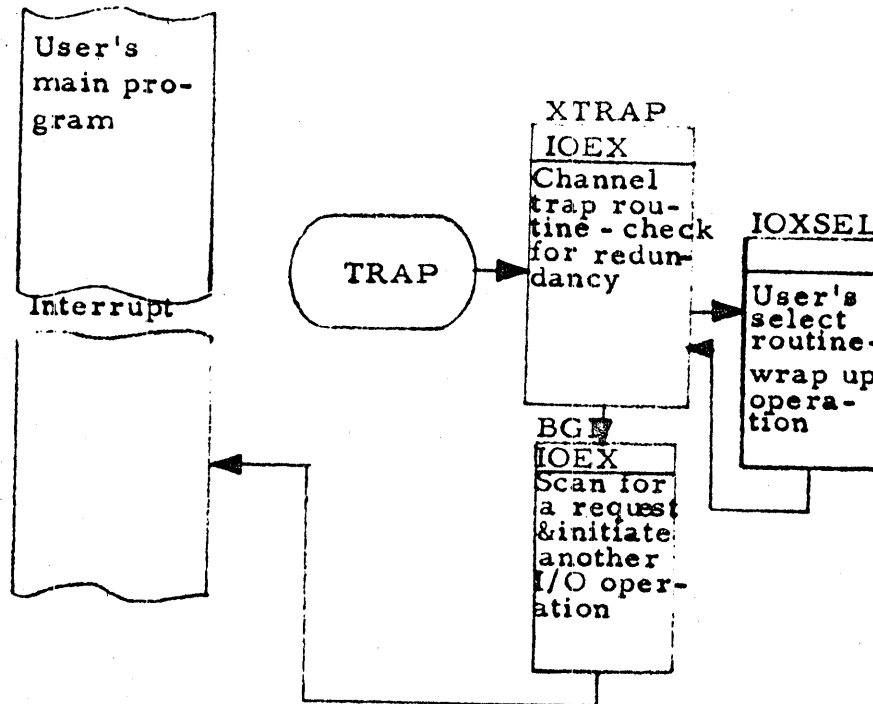 User's
main pro-
gram
Interrupt
TRAP
XTRAP
IOEX
Channel
trap rou-
tine - check
for redun-
dancy
IOXSEL
User's
select
routine-
wrap up
opera-
tion
IOEX
Scan for
a request
&initiate
another
I/O oper-
ation